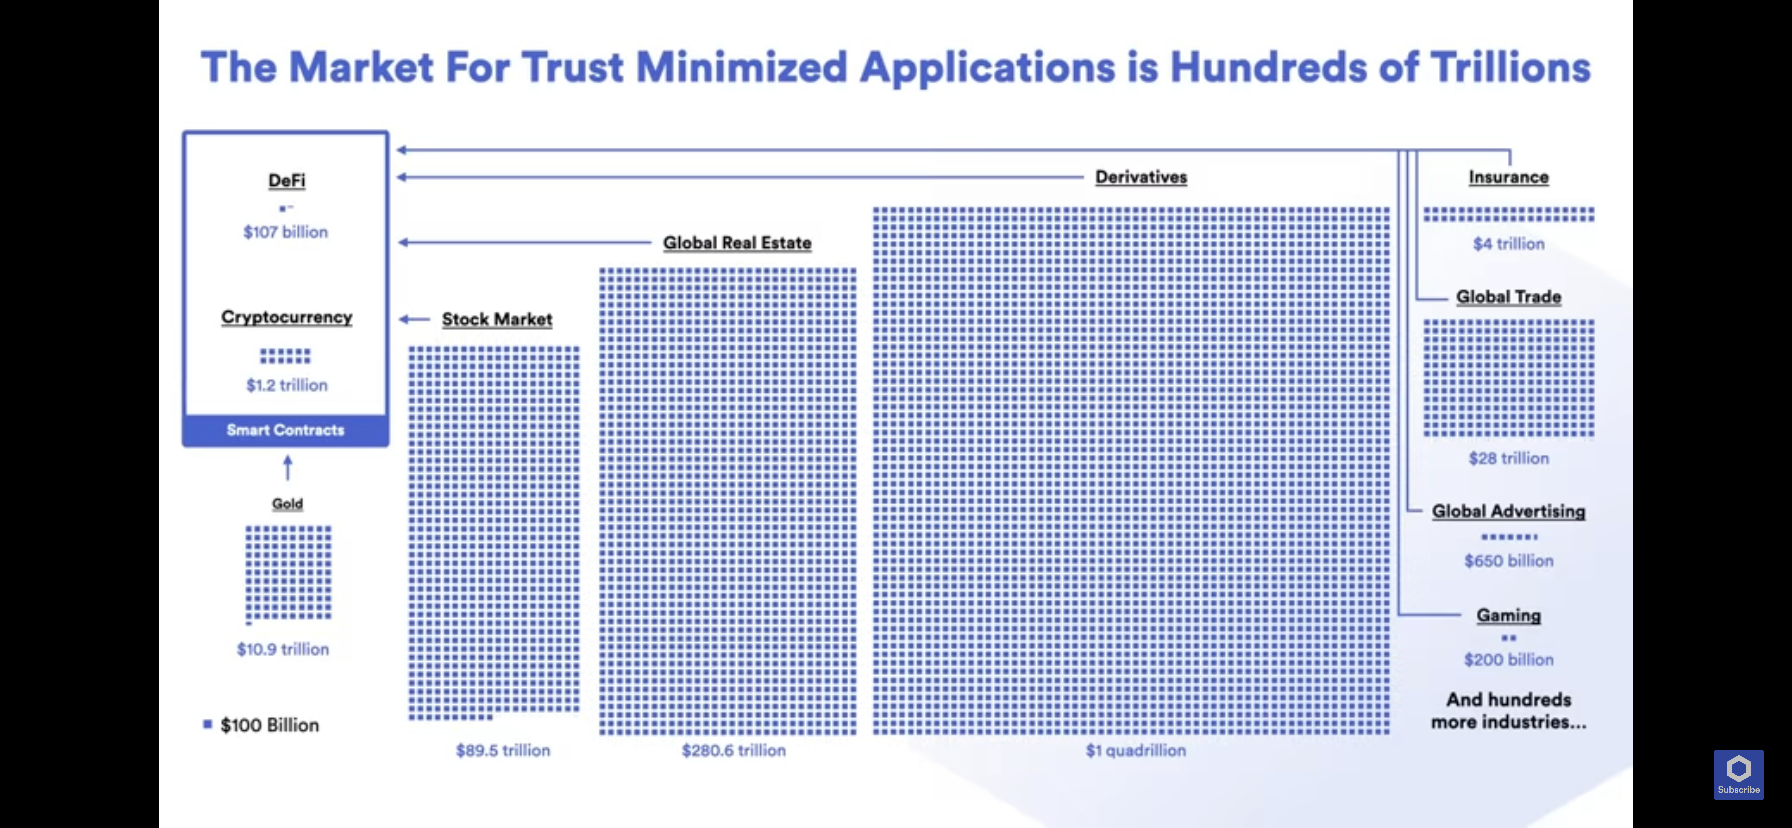 The Market For Trust Minimized Applications is Hundreds of Trillions
DeFi
$107 billion
Cryptocurrency
$1.2 trillion
Smart Contracts
Gold
$10.9 trillion
$100 Billion
Stock Market
$89.5 trillion
Global Real Estate
$280.6 trillion
Derivatives
$1 quadrillion
Insurance
$4 trillion
Global Trade
$28 trillion
Global Advertising
$650 billion
Gaming
$200 billion
And hundreds
more industries...
Subscribe